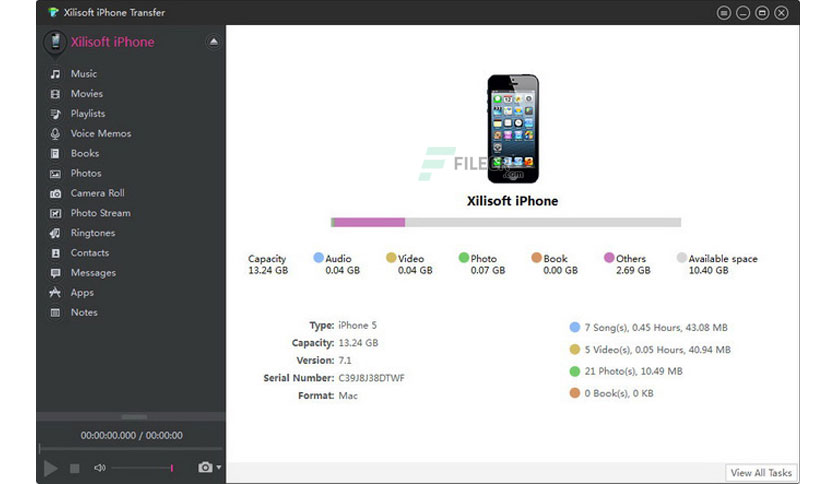 Xilisoft iPhone Transfer
Xilisoft iPhone
Music
Movies
Playlists
Voice Memos
Books
Photos
Camera Roll
Photo Stream
Ringtones
Contacts
Messages
Apps
Notes
00:00:00.000 / 00:00:00
.com
Xilisoft iPhone
Capacity
13.24 GB
Audio
0.04 GB
Video
0.04 GB
Photo
0.07 GB
Book
0.00 GB
Others
2.69 GB
Available space
10.40 GB
Type: iPhone 5
Capacity: 13.24 GB
Version: 7.1
Serial Number: C39J8J38DTWF
Format: Mac
7 Song(s), 0.45 Hours, 43.08 MB
5 Video(s), 0.05 Hours, 40.94 MB
21 Photo(s), 10.49 MB
0 Book(s), 0 KB
View All Tasks